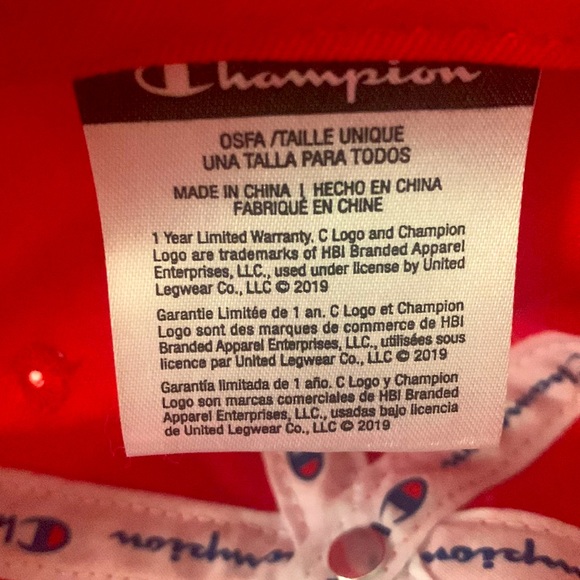 Champion
OSFA /TAILLE UNIQUE
UNA TALLA PARA TODOS
MADE IN CHINA | HECHO EN CHINA
FABRIQUÉ EN CHINE
1 Year Limited Warranty. C Logo and Champion
Logo are trademarks of HBI Branded Apparel
Enterprises, LLC., used under license by United
Legwear Co., LLC © 2019
Garantie Limitée de 1 an. C Logo et Champion
Logo sont des marques de commerce de HBI
Branded Apparel Enterprises, LLC., utilisées sous
licence par United Legwear Co., LLC © 2019
Garantía limitada de 1 año. C Logo y Champion
Logo son marcas comerciales de HBI Branded
Apparel Enterprises, LLC., usadas bajo licencia
de United Legwear Co., LLC © 2019
Champion
Ch
mpion
champion
mpion